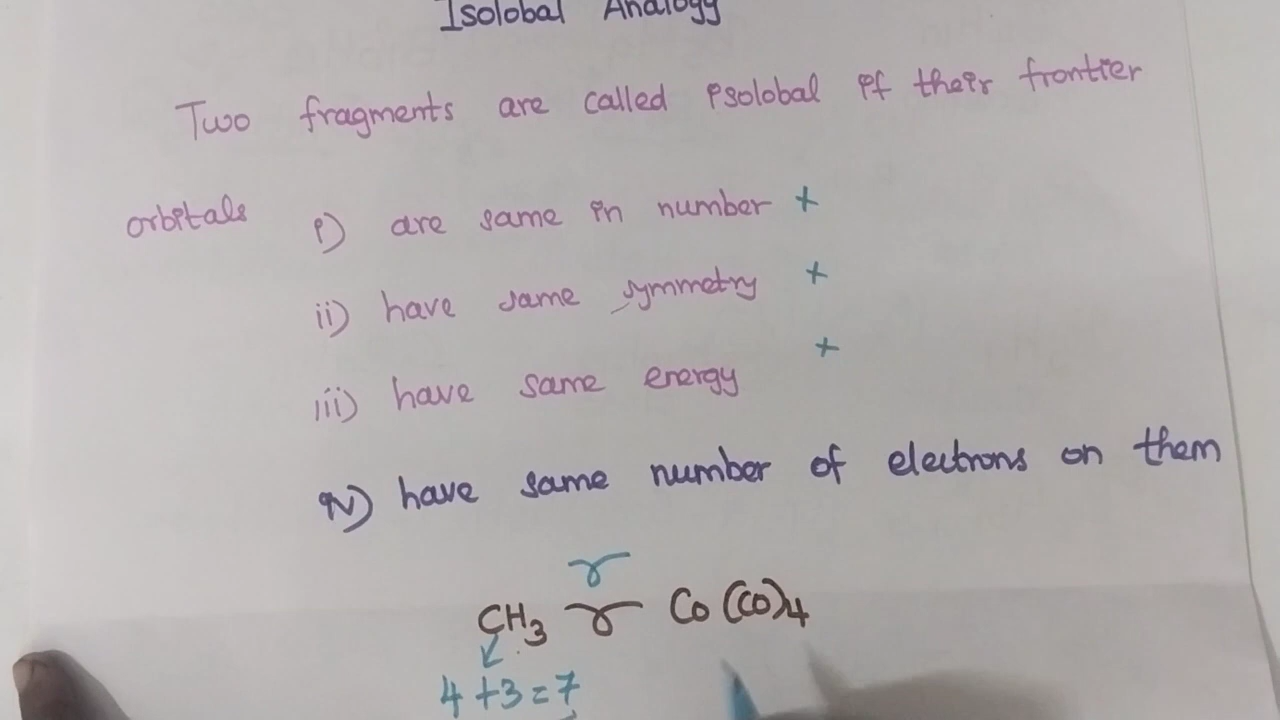 Isolobal Analogy
Two fragments are called isolobal if their frontier
orbitals i) are same in number +
ii) have same symmetry +
iii) have same energy +
iv) have same number of electrons on them
CH3 Co(CO)4
4+3=7